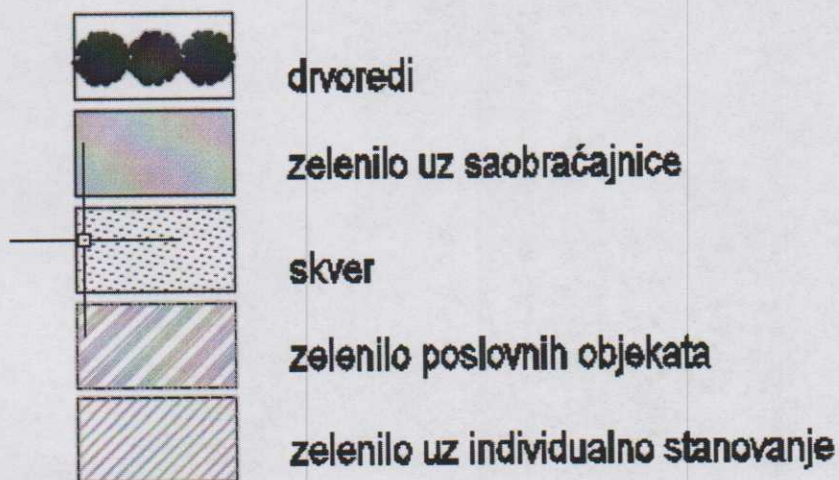 drvoredi
zelenilo uz saobraćajnice
skver
zelenilo poslovnih objekata
zelenilo uz individualno stanovanje